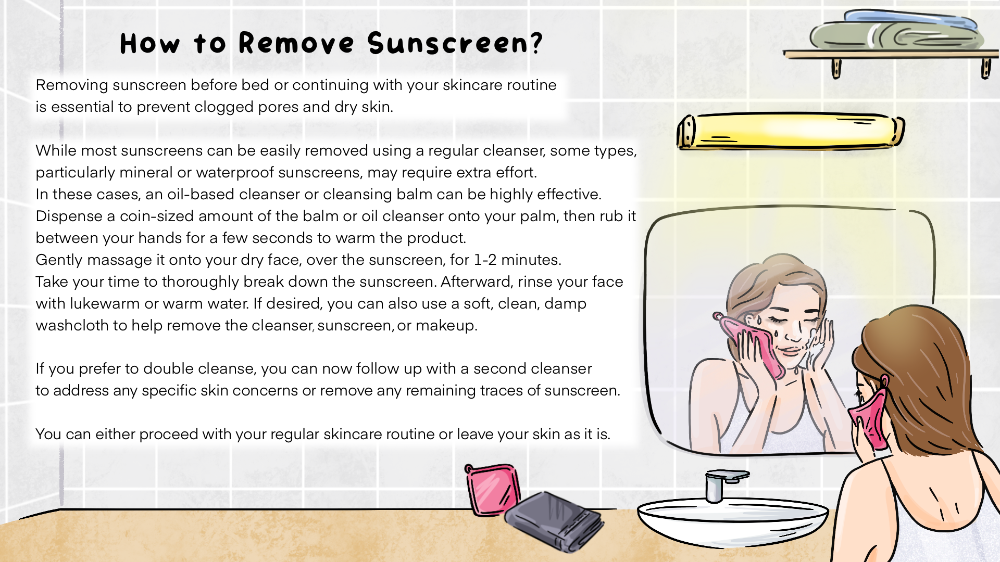 How to Remove Sunscreen?
Removing sunscreen before bed or continuing with your skincare routine
is essential to prevent clogged pores and dry skin.
While most sunscreens can be easily removed using a regular cleanser, some types,
particularly mineral or waterproof sunscreens, may require extra effort.
In these cases, an oil-based cleanser or cleansing balm can be highly effective.
Dispense a coin-sized amount of the balm or oil cleanser onto your palm, then rub it
between your hands for a few seconds to warm the product.
Gently massage it onto your dry face, over the sunscreen, for 1-2 minutes.
Take your time to thoroughly break down the sunscreen. Afterward, rinse your face
with lukewarm or warm water. If desired, you can also use a soft, clean, damp
washcloth to help remove the cleanser, sunscreen, or makeup.
If you prefer to double cleanse, you can now follow up with a second cleanser
to address any specific skin concerns or remove any remaining traces of sunscreen.
You can either proceed with your regular skincare routine or leave your skin as it is.